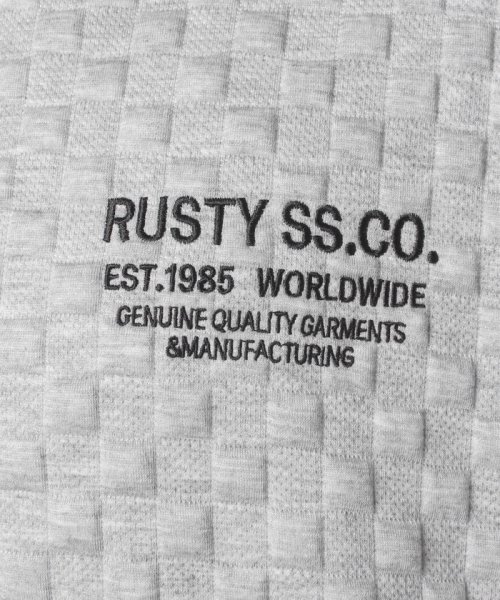 RUSTY SS.CO.
EST.1985 WORLDWIDE
GENUINE QUALITY GARMENTS
&MANUFACTURING